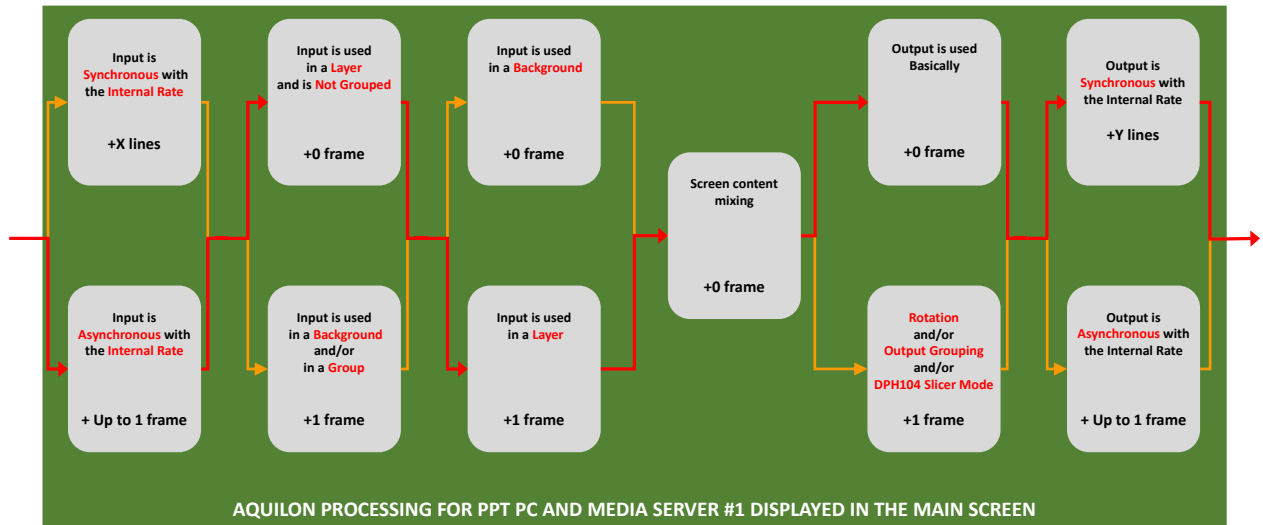 Input is
Synchronous with
the Internal Rate
+X lines
Input is used
in a Layer
and is Not Grouped
+0 frame
Input is used
in a Background
+0 frame
Output is used
Basically
+0 frame
Output is
Synchronous with
the Internal Rate
+Y lines
Screen content
mixing
+0 frame
Input is
Asynchronous with
the Internal Rate
+ Up to 1 frame
Input is used
in a Background
and/or
in a Group
+1 frame
Input is used
in a Layer
+1 frame
Rotation
and/or
Output Grouping
and/or
DPH104 Slicer Mode
+1 frame
Output is
Asynchronous with
the Internal Rate
+ Up to 1 frame
AQUILON PROCESSING FOR PPT PC AND MEDIA SERVER #1 DISPLAYED IN THE MAIN SCREEN